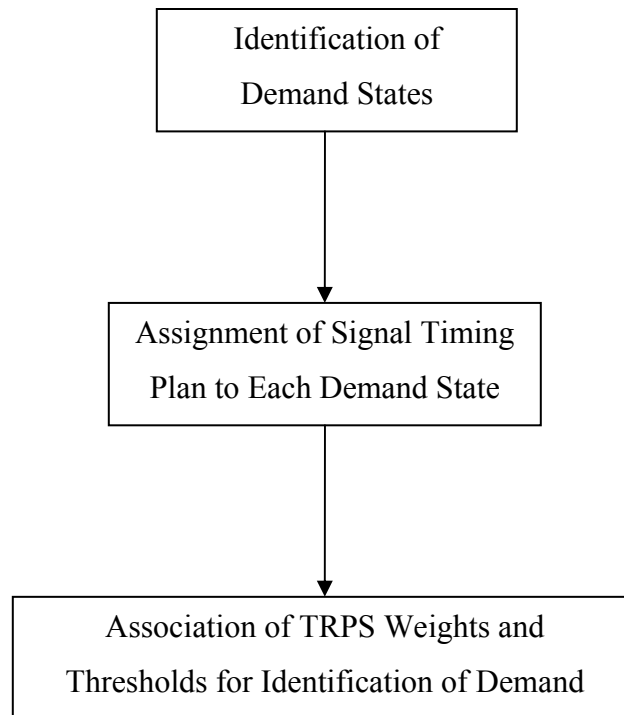 Identification of
Demand States
Assignment of Signal Timing
Plan to Each Demand State
Association of TRPS Weights and
Thresholds for Identification of Demand